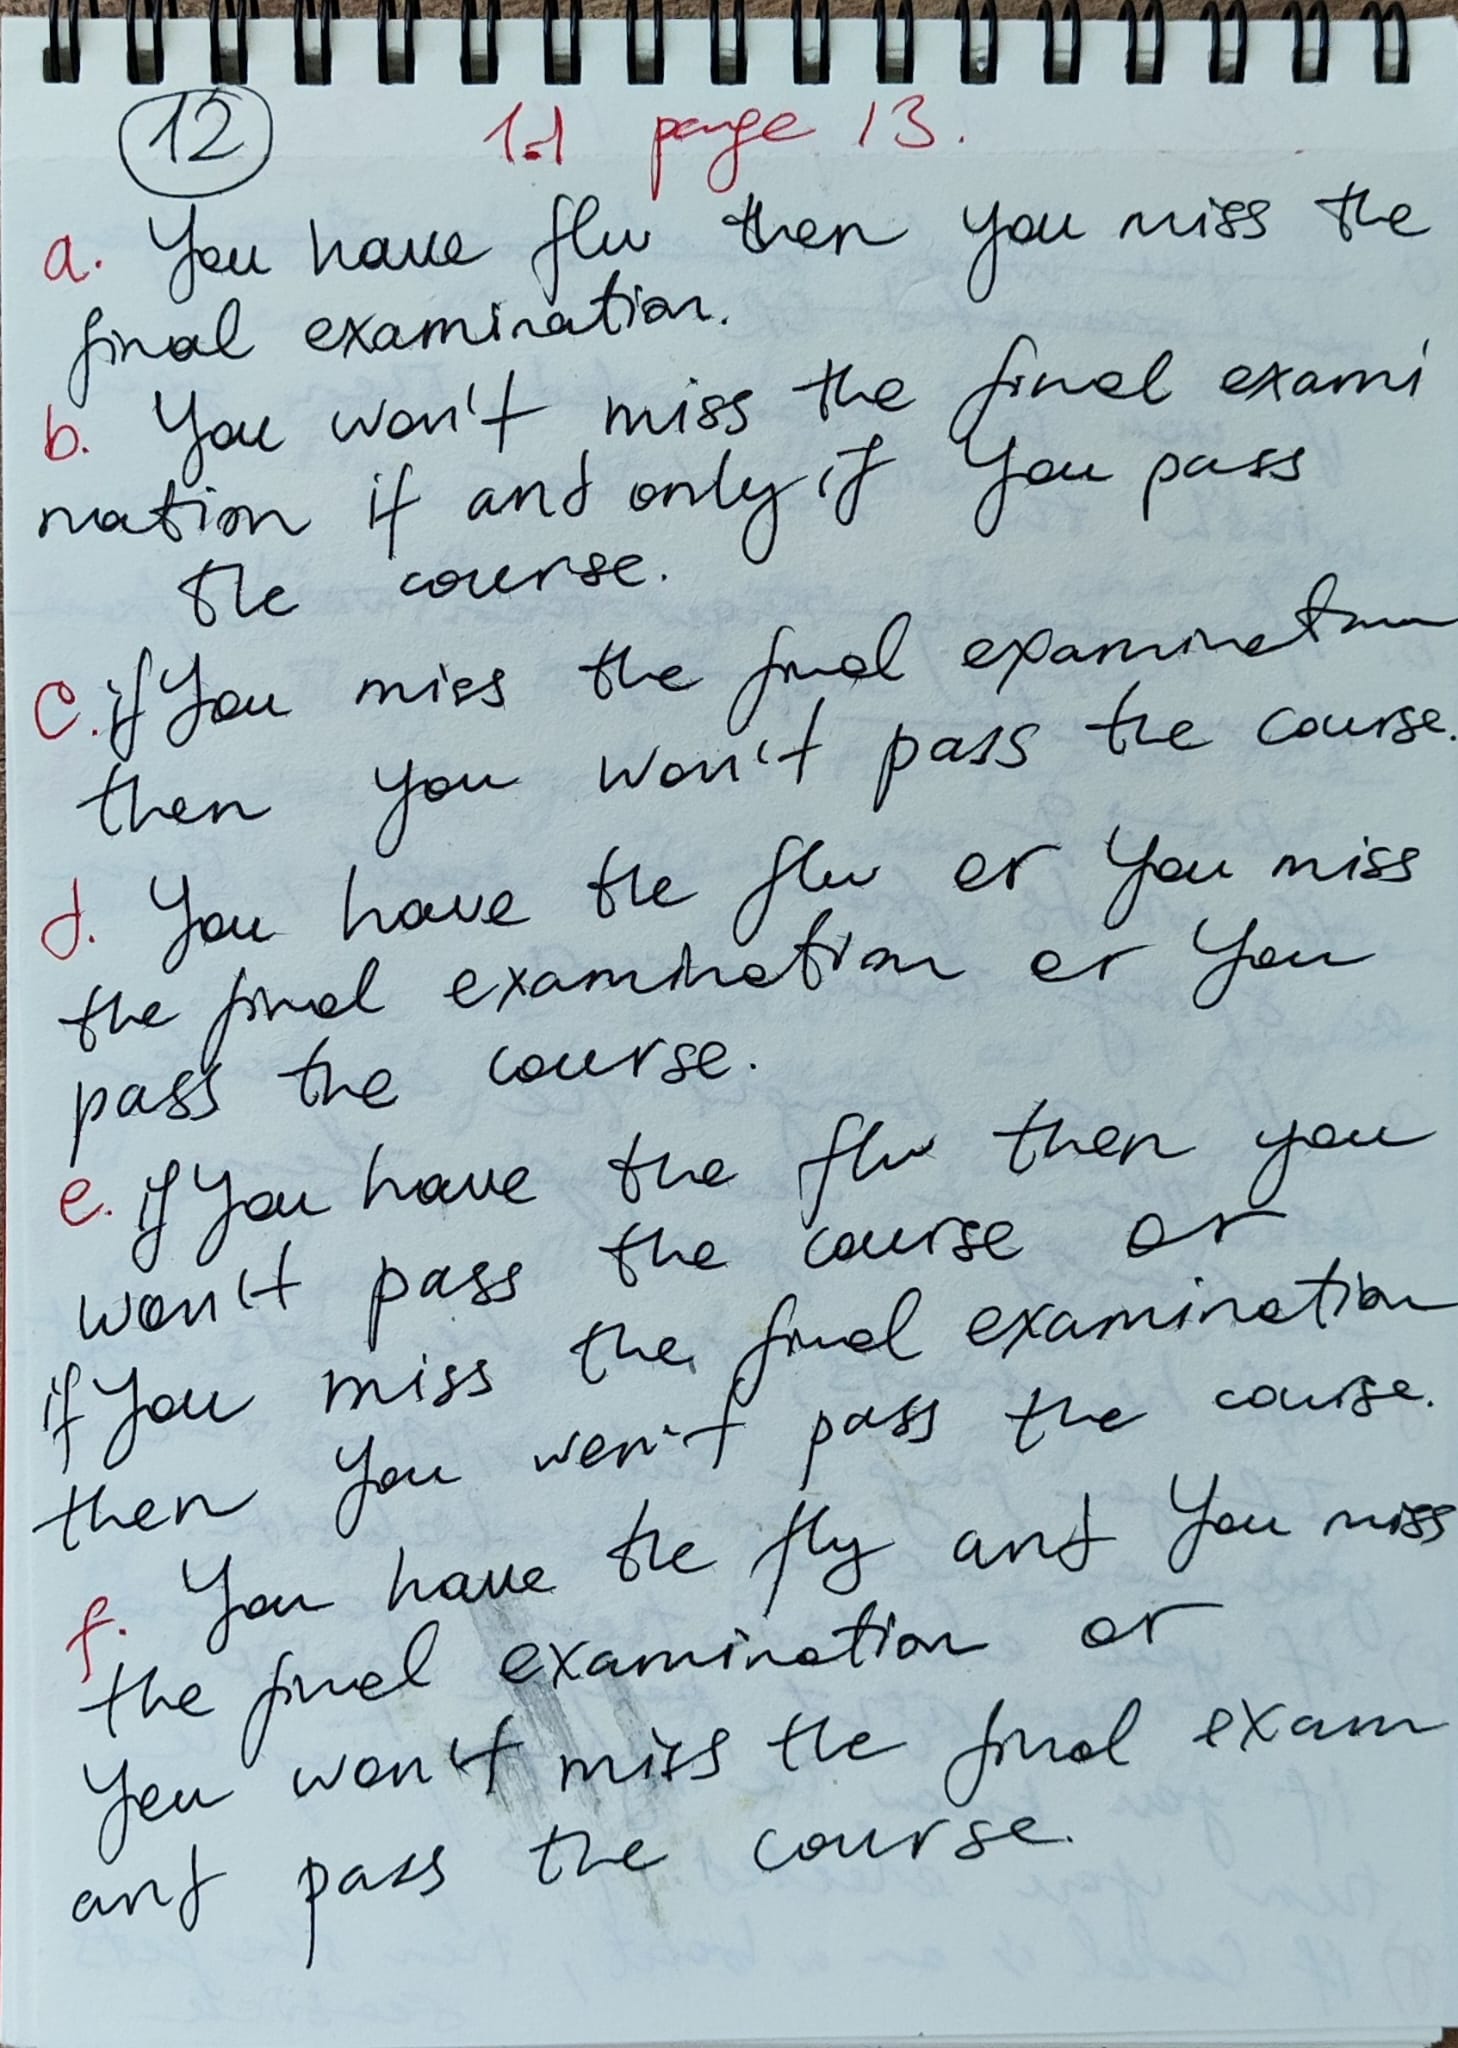 12 1.1 page 13.
a. You have flu then you miss the
final examination.
b. You won't miss the final exami
nation if and only if you pass
the course.
c. if you miss the final examination
then you won't pass the course.
d. You have the flu or you miss
the final examination or you
pass the course.
e. if you have the flu then you
won't pass the course or
if you miss the final examination
then you won't pass the course.
f. You have the fly and you miss
the final examination or
you won't miss the final exam
and pass the course.